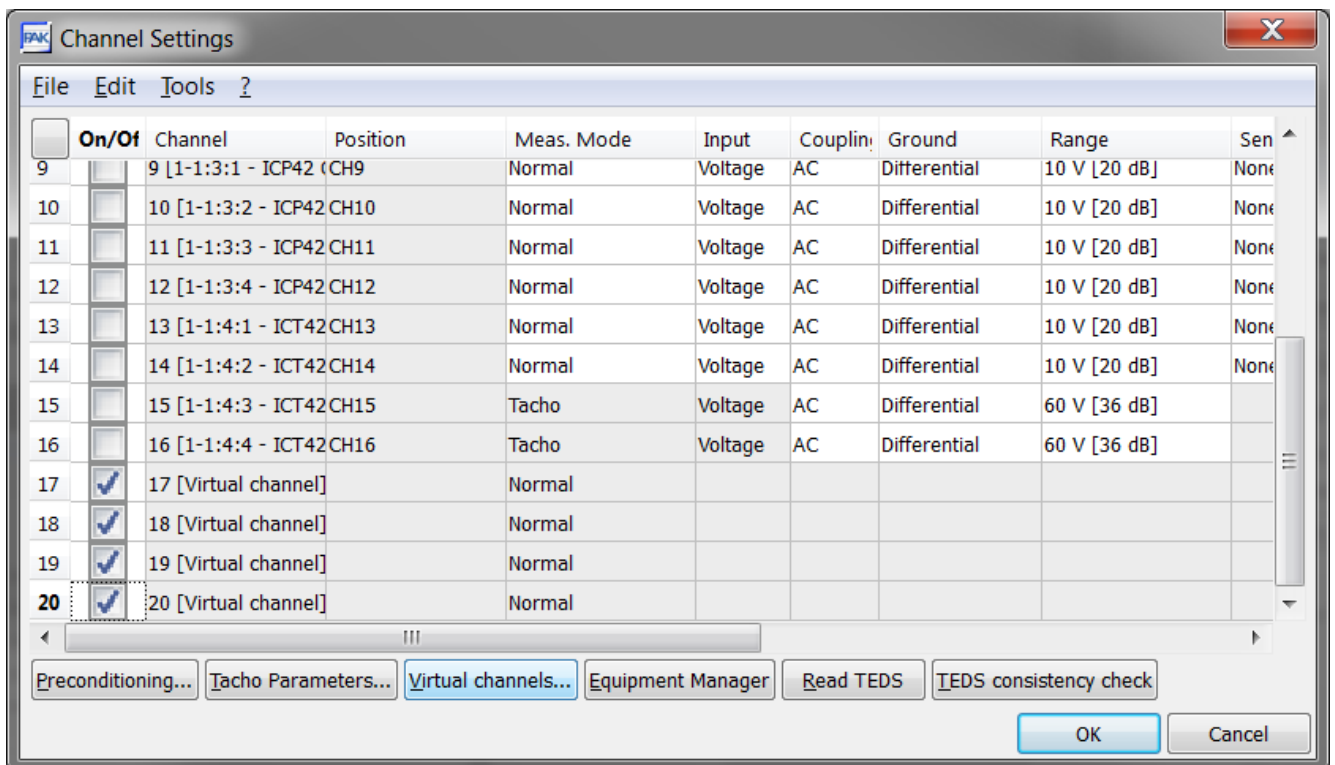 PAK Channel Settings X
File Edit Tools ?
On/Of Channel Position Meas. Mode Input Coupling Ground Range Sen
9 9 [1-1:3:1 - ICP42 ( CH9 Normal Voltage AC Differential 10 V [20 dB] None
10 10 [1-1:3:2 - ICP42 CH10 Normal Voltage AC Differential 10 V [20 dB] None
11 11 [1-1:3:3 - ICP42 CH11 Normal Voltage AC Differential 10 V [20 dB] None
12 12 [1-1:3:4 - ICP42 CH12 Normal Voltage AC Differential 10 V [20 dB] None
13 13 [1-1:4:1 - ICT42 CH13 Normal Voltage AC Differential 10 V [20 dB] None
14 14 [1-1:4:2 - ICT42 CH14 Normal Voltage AC Differential 10 V [20 dB] None
15 15 [1-1:4:3 - ICT42 CH15 Tacho Voltage AC Differential 60 V [36 dB]
16 16 [1-1:4:4 - ICT42 CH16 Tacho Voltage AC Differential 60 V [36 dB]
17 17 [Virtual channel] Normal
18 18 [Virtual channel] Normal
19 19 [Virtual channel] Normal
20 20 [Virtual channel] Normal
Preconditioning... Tacho Parameters... Virtual channels... Equipment Manager Read TEDS TEDS consistency check
OK Cancel